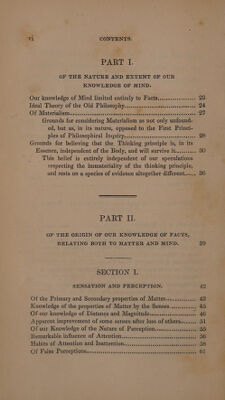 vi CONTENTS.
PART I.
OF THE NATURE AND EXTENT OF OUR
KNOWLEDGE OF MIND.
Our knowledge of Mind limited entirely to Facts.................. 23
Ideal Theory of the Old Philosophy.................. 24
Of Materialism.................. 27
Grounds for considering Materialism as not only unfound-
ed, but as, in its nature, opposed to the First Princi-
ples of Philosophical Inquiry.................. 28
Grounds for believing that the Thinking principle is, in its
Essence, independent of the Body, and will survive it...... 30
This belief is entirely independent of our speculations
respecting the immateriality of the thinking principle,
and rests on a species of evidence altogether different...... 36
PART II.
OF THE ORIGIN OF OUR KNOWLEDGE OF FACTS,
RELATING BOTH TO MATTER AND MIND. 39
SECTION I.
SENSATION AND PERCEPTION. 42
Of the Primary and Secondary properties of Matter............ 43
Knowledge of the properties of Matter by the Senses...... 45
Of our knowledge of Distance and Magnitude............ 46
Apparent improvement of some senses after loss of others...... 51
Of our Knowledge of the Nature of Perception............ 55
Remarkable influence of Attention.................. 56
Habits of Attention and Inattention.................. 58
Of False Perceptions.................. 61